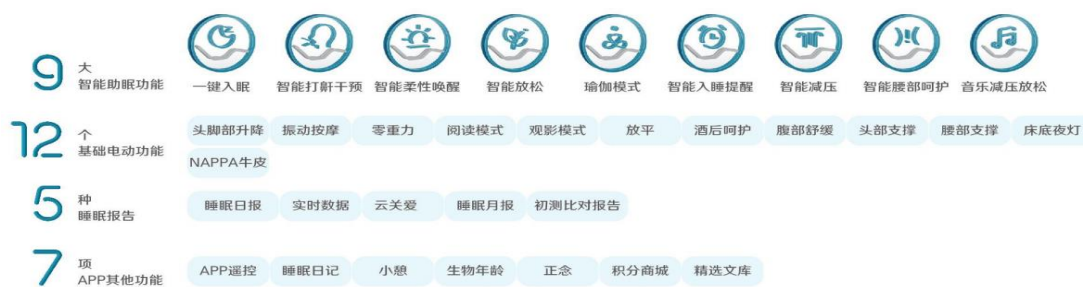 9 大
智能助眠功能
一键入眠 智能打鼾干预 智能柔性唤醒 智能放松 瑜伽模式 智能入睡提醒 智能减压 智能腰部呵护 音乐减压放松
12 个
基础电动功能
头脚部升降 振动按摩 零重力 阅读模式 观影模式 放平 酒后呵护 腹部舒缓 头部支撑 腰部支撑 床底夜灯
NAPPA牛皮
5 种
睡眠报告
睡眠日报 实时数据 云关爱 睡眠月报 初测比对报告
7 项
APP其他功能
APP遥控 睡眠日记 小憩 生物年龄 正念 积分商城 精选文库